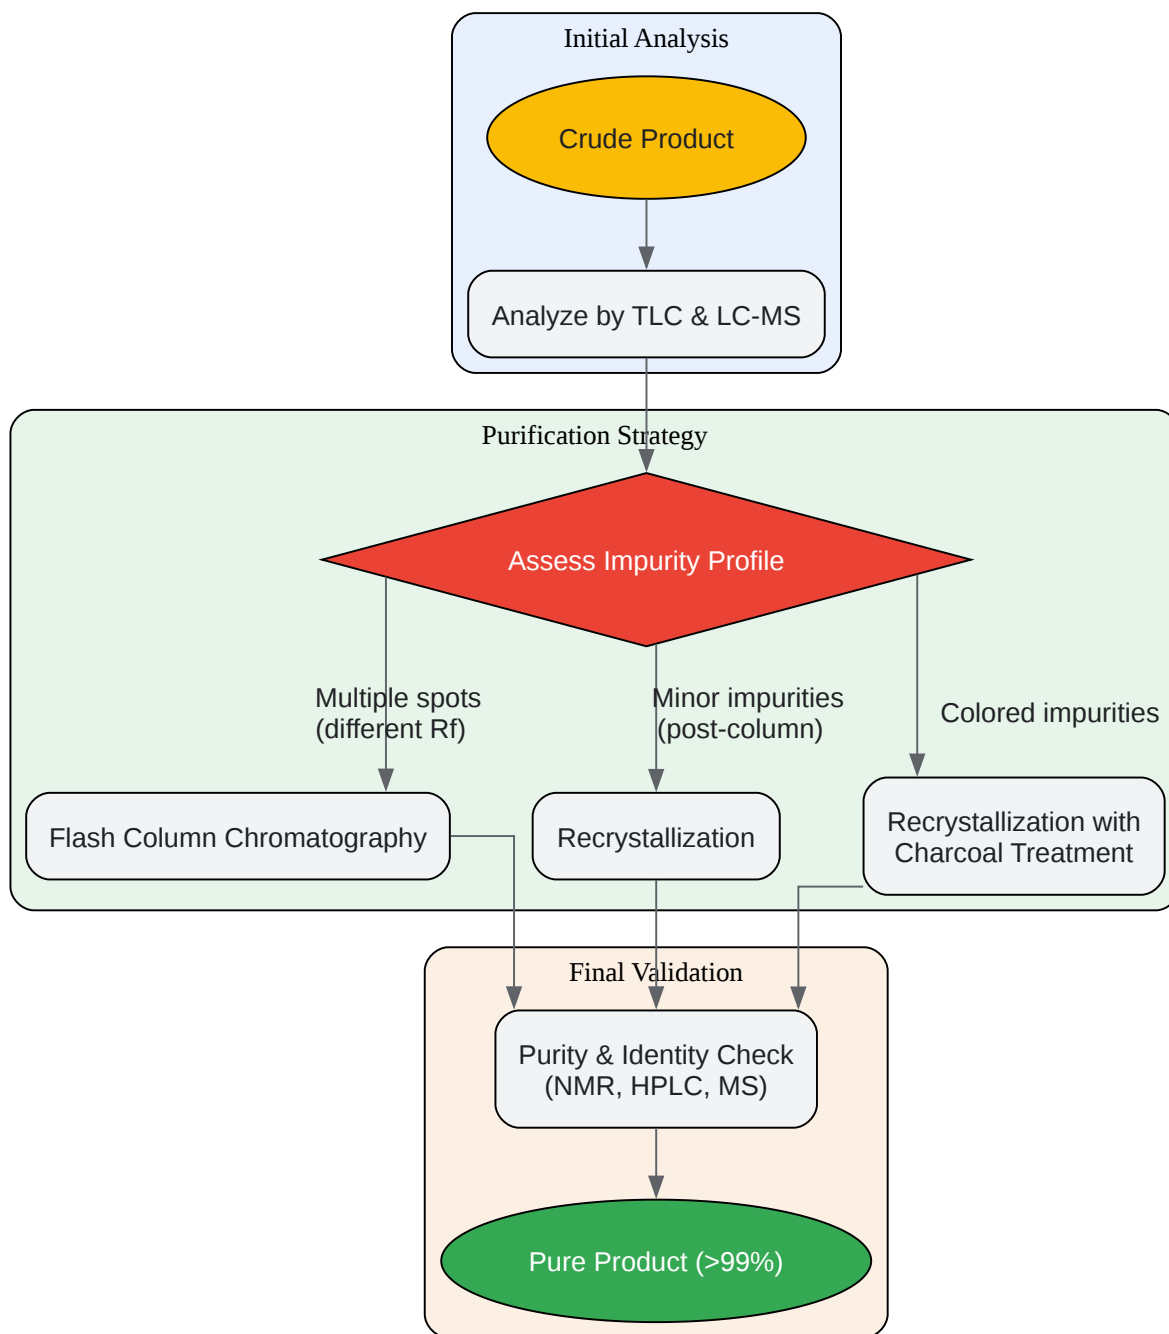 Initial Analysis
Crude Product
Analyze by TLC & LC-MS
Purification Strategy
Assess Impurity Profile
Multiple spots
(different Rf)
Minor impurities
(post-column)
Colored impurities
Flash Column Chromatography
Recrystallization
Recrystallization with
Charcoal Treatment
Final Validation
Purity & Identity Check
(NMR, HPLC, MS)
Pure Product (>99%)